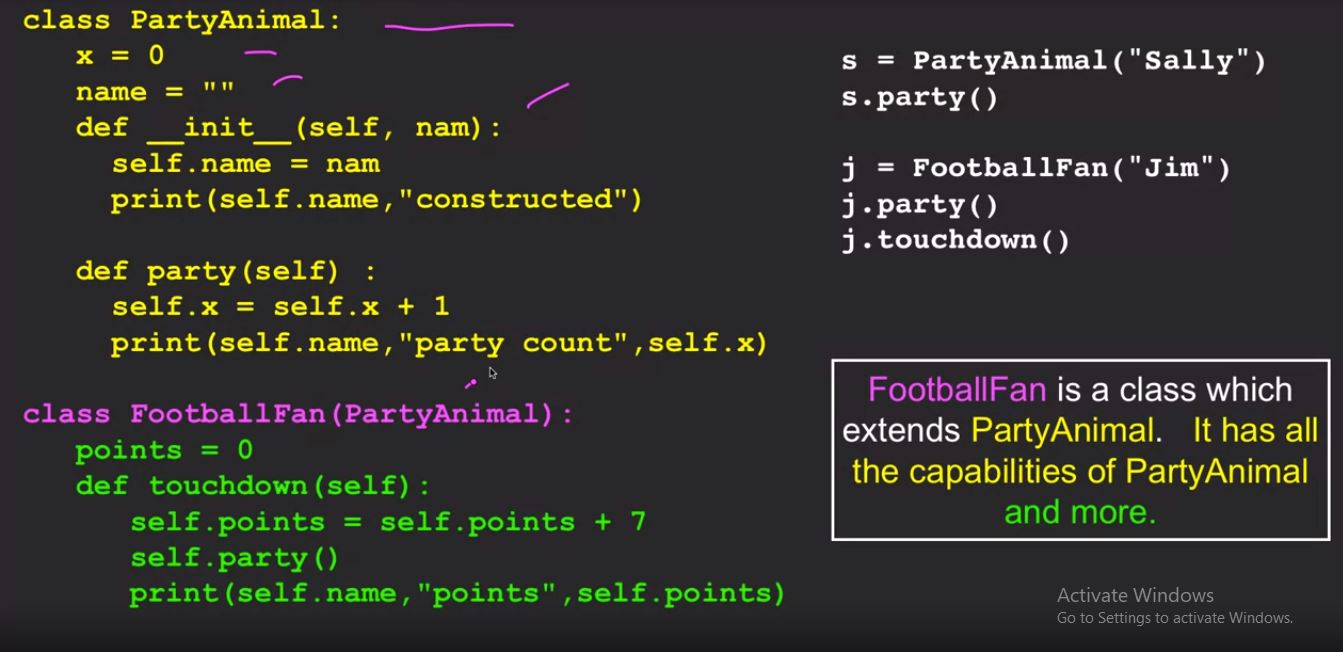 class PartyAnimal:
x = 0
name = ""
def __init__(self, nam):
self.name = nam
print(self.name,"constructed")
def party(self) :
self.x = self.x + 1
print(self.name,"party count",self.x)
class FootballFan(PartyAnimal):
points = 0
def touchdown(self):
self.points = self.points + 7
self.party()
print(self.name,"points",self.points)
s = PartyAnimal("Sally")
s.party()
j = FootballFan("Jim")
j.party()
j.touchdown()
FootballFan is a class which
extends PartyAnimal. It has all
the capabilities of PartyAnimal
and more.
Activate Windows
Go to Settings to activate Windows.